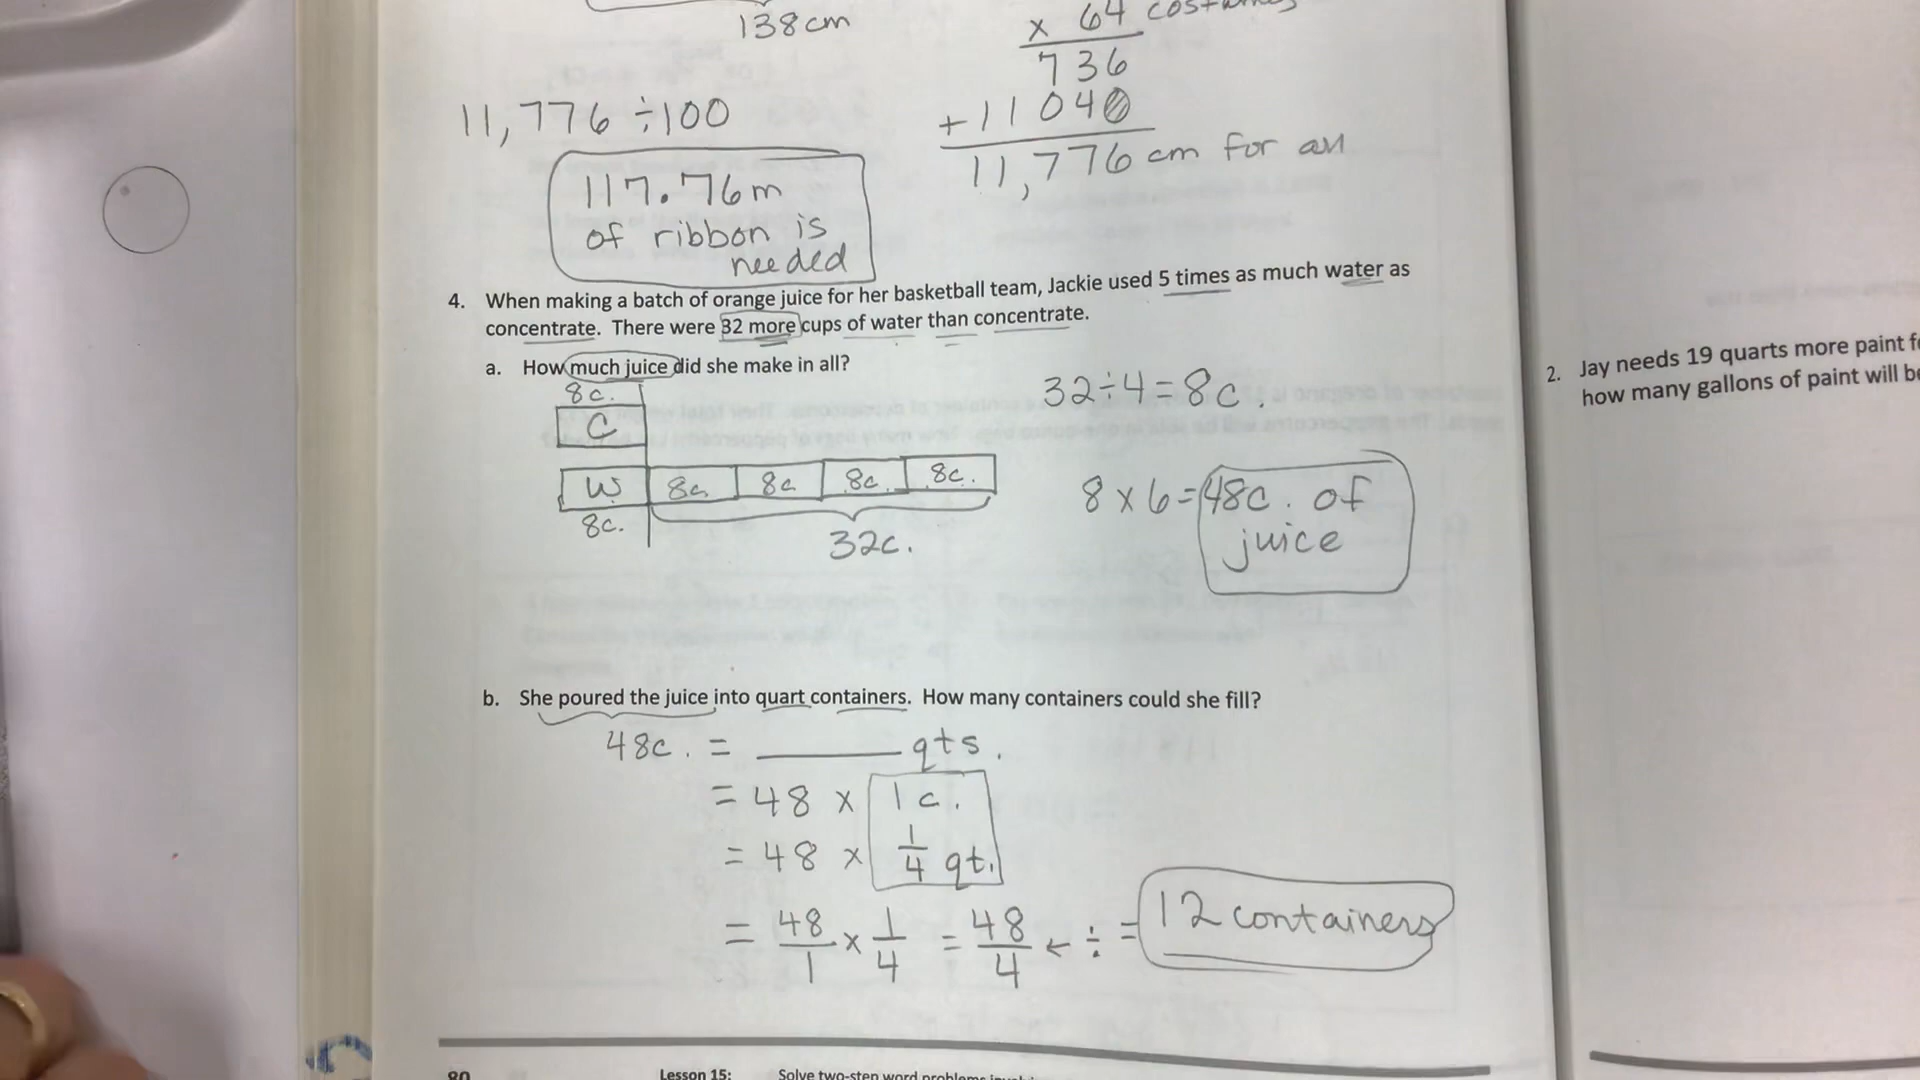 138cm
x 64 costumes
736
+11040
11,776 cm for all
11,776 ÷100
117.76m
of ribbon is
needed
4. When making a batch of orange juice for her basketball team, Jackie used 5 times as much water as
concentrate. There were 32 more cups of water than concentrate.
a. How much juice did she make in all?
8c.
C
W 8c. 8c 8c. 8c.
8c.
32c.
32÷4=8c.
8x6=48c. of
juice
b. She poured the juice into quart containers. How many containers could she fill?
48c. = ______ qts.
= 48 x 1c.
= 48 x 1/4 qt.
= 48/1 x 1/4 = 48/4 ← ÷ = 12 containers
80 Lesson 15: Solve two-step word problems
2. Jay needs 19 quarts more paint
how many gallons of paint will